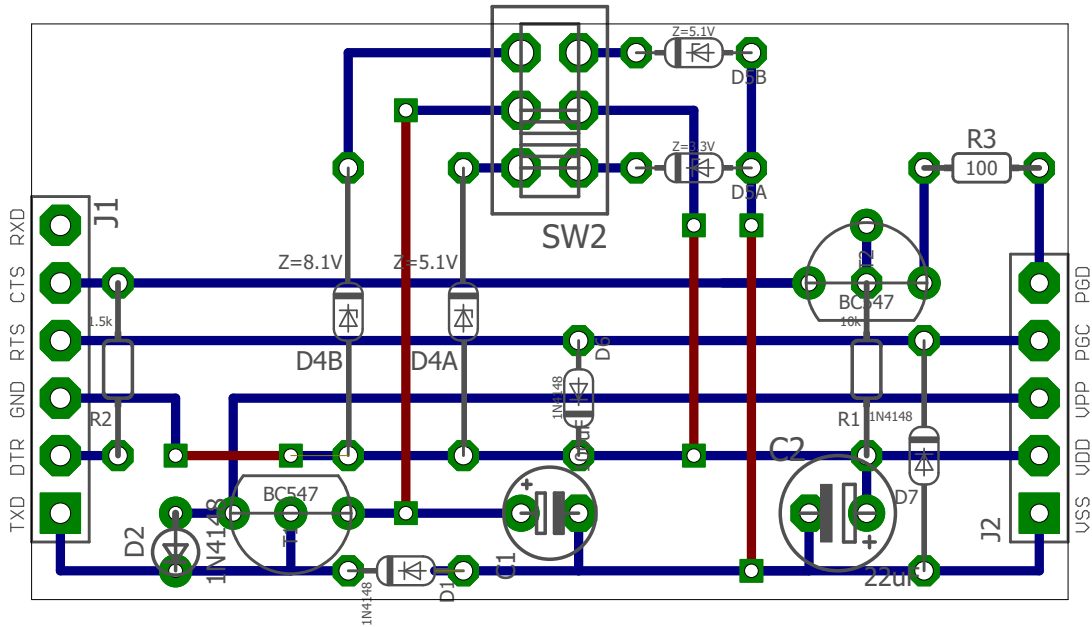 Z=5.1V
D5B
SW2
Z=3.3V
D5A
R3
100
J1
RXD
CTS
RTS
GND
DTR
TXD
Z=8.1V
Z=5.1V
D4B
D4A
1.5k
R2
T2
BC547
10k
R1
D6
1N4148
1N4148
D7
PGD
PGC
VPP
VDD
VSS
J2
BC547
D2
1N4148
1N4148
D1
+
C1
C2
+
22uF